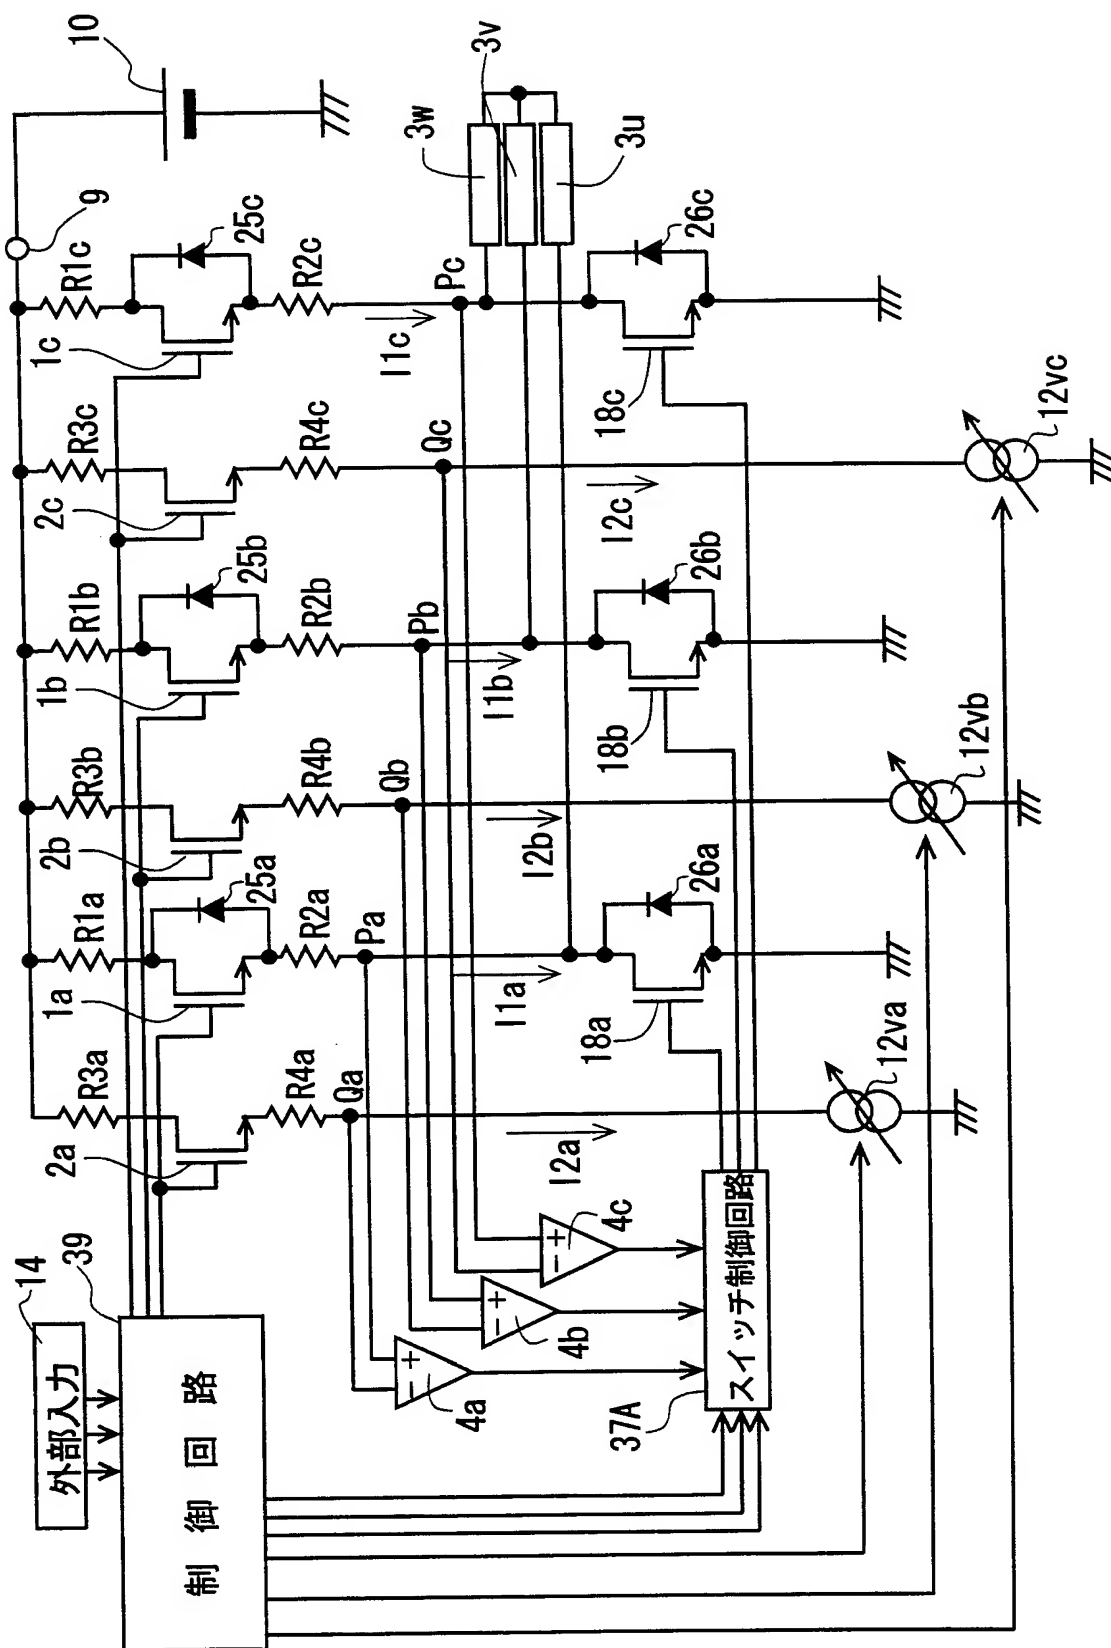 10
9
3w
3v
3u
R1c
25c
1c
R2c
I1c
Pc
26c
18c
R3c
2c
R4c
Qc
I2c
12vc
R1b
25b
1b
R2b
Pb
I1b
26b
18b
R3b
2b
R4b
Qb
I2b
12vb
R1a
25a
1a
R2a
Pa
I1a
26a
18a
R3a
2a
R4a
Qa
I2a
12va
14
外部入力
39
制御回路
+
−
4a
+
−
4b
+
−
4c
37A
スイッチ制御回路